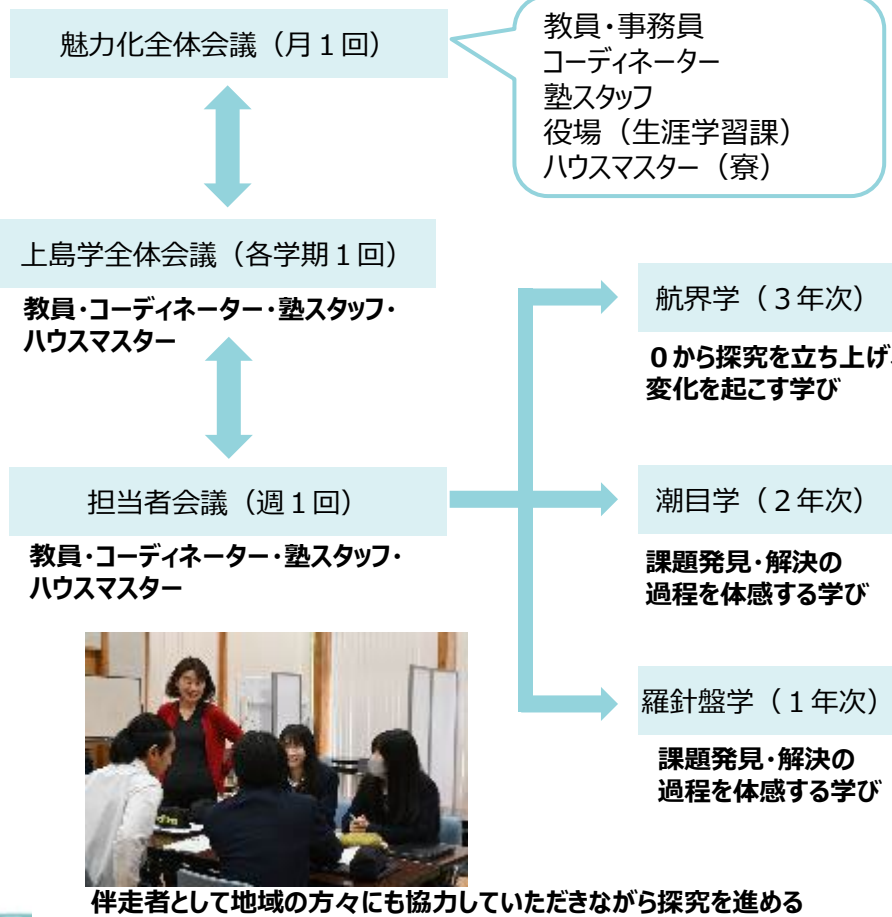 魅力化全体会議（月１回）
教員・事務員
コーディネーター
塾スタッフ
役場（生涯学習課）
ハウスマスター（寮）
上島学全体会議（各学期１回）
教員・コーディネーター・塾スタッフ・
ハウスマスター
担当者会議（週１回）
教員・コーディネーター・塾スタッフ・
ハウスマスター
航界学（３年次）
０から探究を立ち上げ、
変化を起こす学び
潮目学（２年次）
課題発見・解決の
過程を体感する学び
羅針盤学（１年次）
課題発見・解決の
過程を体感する学び
伴走者として地域の方々にも協力していただきながら探究を進める